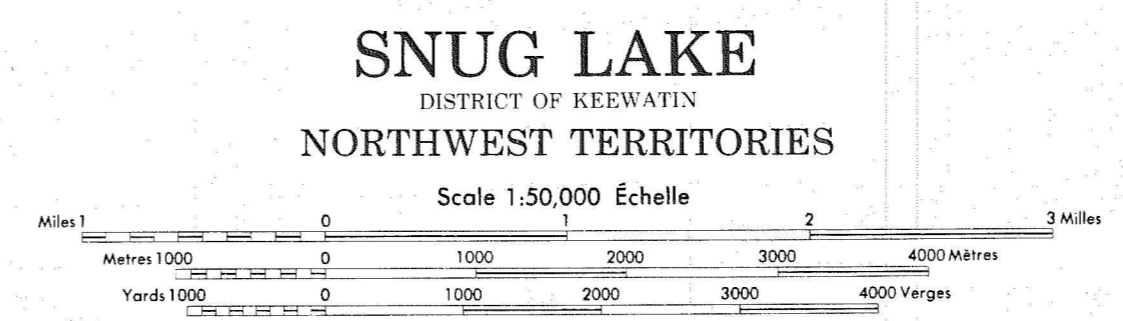 SNUG LAKE
DISTRICT OF KEEWATIN
NORTHWEST TERRITORIES
Scale 1:50,000 Échelle
Miles 1 0 1 2 3 Milles
Metres 1000 0 1000 2000 3000 4000 Mètres
Yards 1000 0 1000 2000 3000 4000 Verges